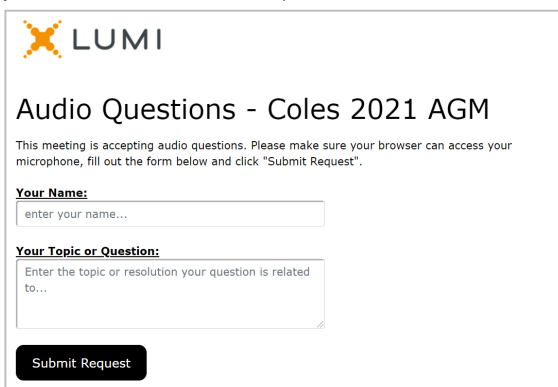 LUMI
Audio Questions - Coles 2021 AGM
This meeting is accepting audio questions. Please make sure your browser can access your
microphone, fill out the form below and click "Submit Request".
Your Name:
enter your name...
Your Topic or Question:
Enter the topic or resolution your question is related
to...
Submit Request